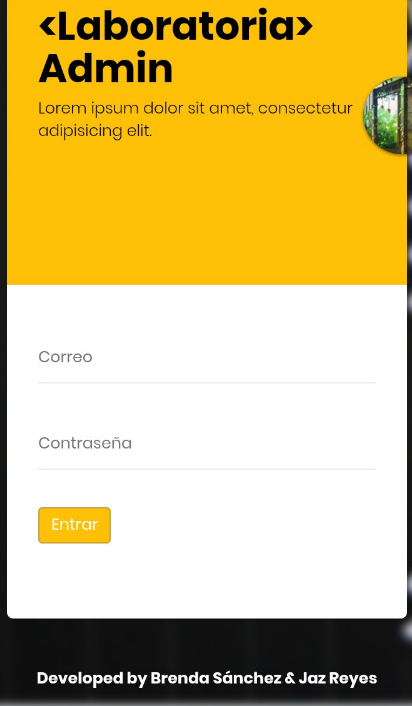 <Laboratoria>
Admin
Lorem ipsum dolor sit amet, consectetur
adipisicing elit.
Correo
Contraseña
Entrar
Developed by Brenda Sánchez & Jaz Reyes